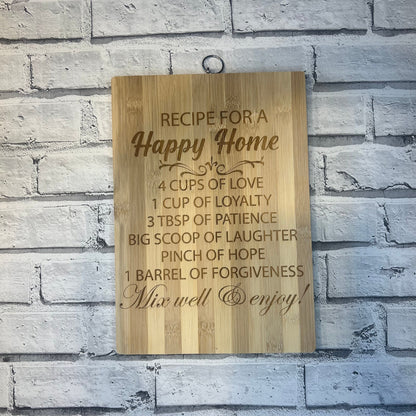 RECIPE FOR A
Happy Home
4 CUPS OF LOVE
1 CUP OF LOYALTY
3 TBSP OF PATIENCE
BIG SCOOP OF LAUGHTER
PINCH OF HOPE
1 BARREL OF FORGIVENESS
Mix well & enjoy!